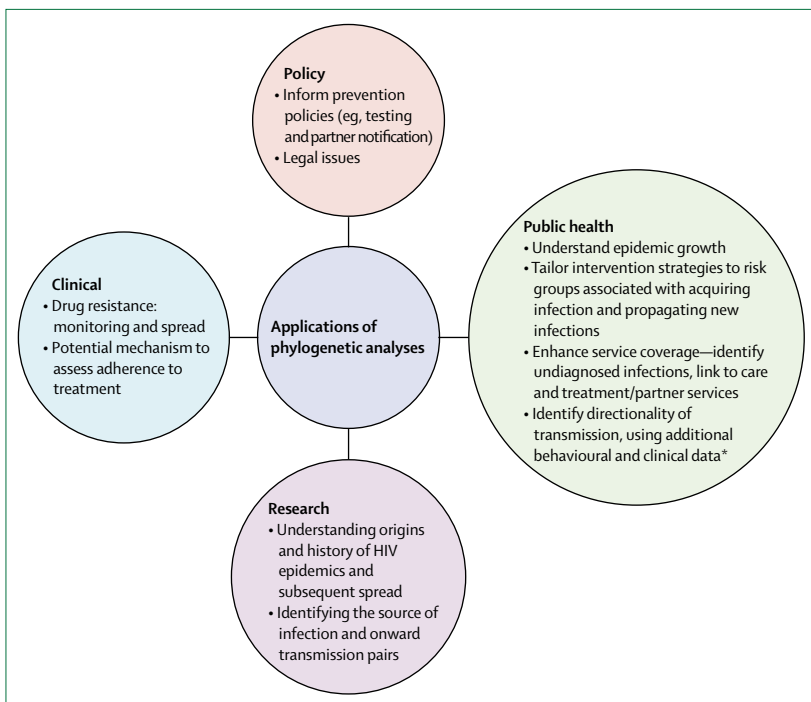 Policy
• Inform prevention
policies (eg, testing
and partner notification)
• Legal issues
Clinical
• Drug resistance:
monitoring and spread
• Potential mechanism to
assess adherence to
treatment
Applications of
phylogenetic analyses
Public health
• Understand epidemic growth
• Tailor intervention strategies to risk
groups associated with acquiring
infection and propagating new
infections
• Enhance service coverage—identify
undiagnosed infections, link to care
and treatment/partner services
• Identify directionality of
transmission, using additional
behavioural and clinical data*
Research
• Understanding origins
and history of HIV
epidemics and
subsequent spread
• Identifying the source of
infection and onward
transmission pairs